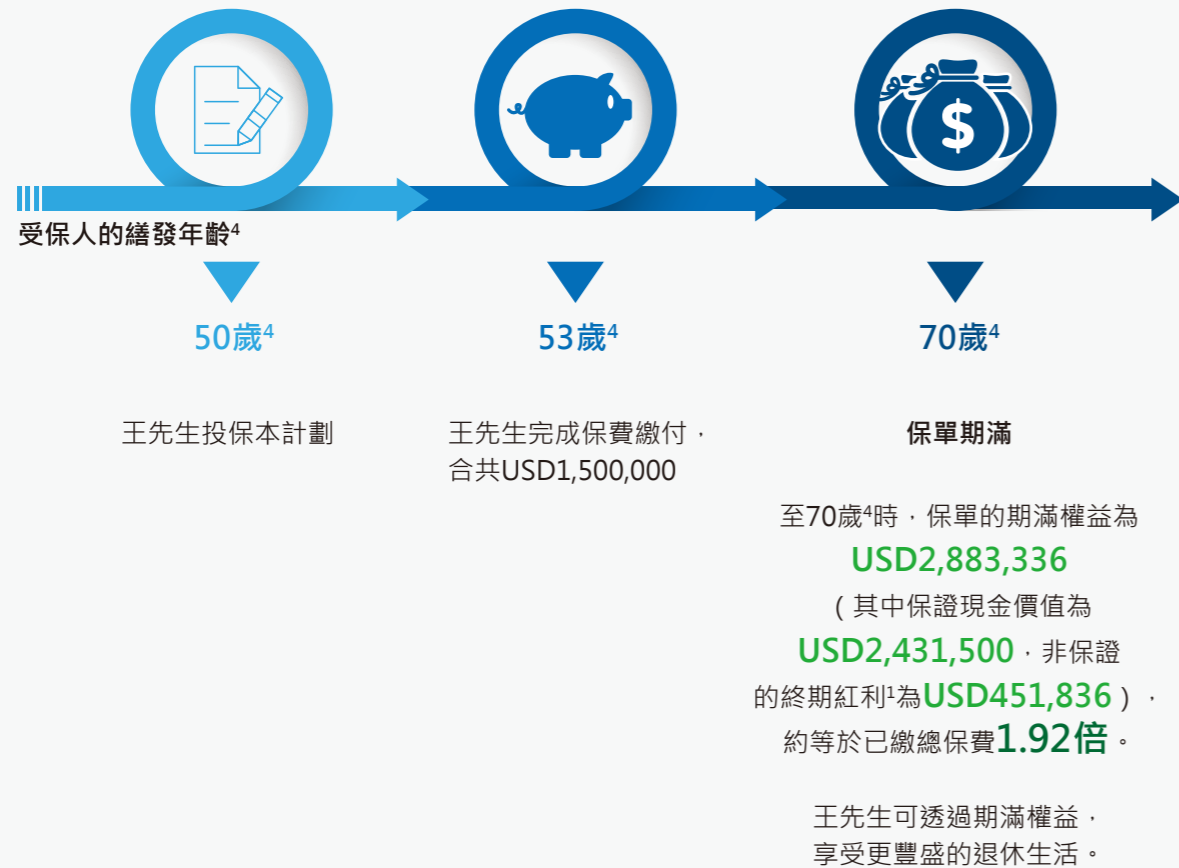 $
受保人的繕發年齡4
50歲4
53歲4
70歲4
王先生投保本計劃
王先生完成保費繳付，
合共USD1,500,000
保單期滿
至70歲4時，保單的期滿權益為
USD2,883,336
（其中保證現金價值為
USD2,431,500，非保證
的終期紅利1為USD451,836），
約等於已繳總保費1.92倍。
王先生可透過期滿權益，
享受更豐盛的退休生活。